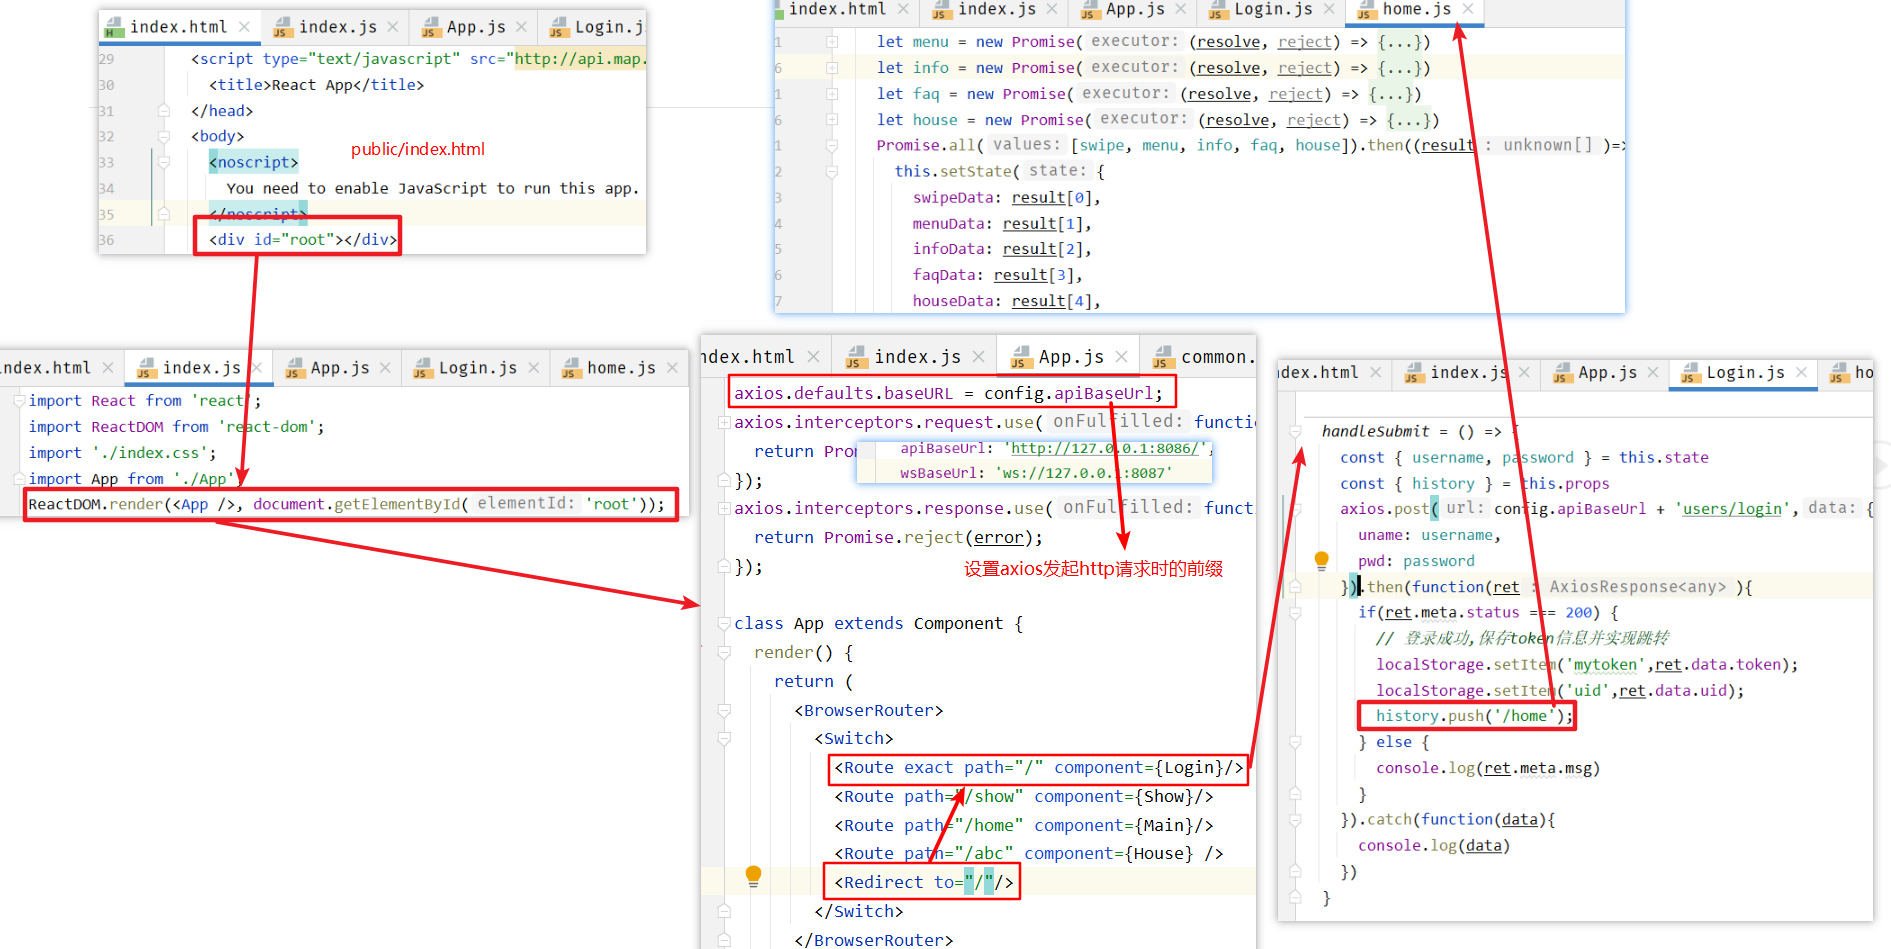 index.html
index.js
App.js
Login.j
29 <script type="text/javascript" src="http://api.map.
30 <title>React App</title>
31 </head>
32 <body>
public/index.html
33 <noscript>
34 You need to enable JavaScript to run this app.
35 </noscript>
36 <div id="root"></div>
index.html
index.js
App.js
Login.js
home.js
1 let menu = new Promise( executor: (resolve, reject) => {...})
6 let info = new Promise( executor: (resolve, reject) => {...})
1 let faq = new Promise( executor: (resolve, reject) => {...})
6 let house = new Promise( executor: (resolve, reject) => {...})
1 Promise.all( values: [swipe, menu, info, faq, house]).then((result : unknown[] )=>
2 this.setState( state: {
3 swipeData: result[0],
4 menuData: result[1],
5 infoData: result[2],
6 faqData: result[3],
7 houseData: result[4],
ndex.html
index.js
App.js
Login.js
home.js
import React from 'react';
import ReactDOM from 'react-dom';
import './index.css';
import App from './App'
ReactDOM.render(<App />, document.getElementById( elementId: 'root'));
ndex.html
index.js
App.js
common.
axios.defaults.baseURL = config.apiBaseUrl;
axios.interceptors.request.use( onFulfilled: functio
return Prom
apiBaseUrl: 'http://127.0.0.1:8086/',
wsBaseUrl: 'ws://127.0.0.1:8087'
});
axios.interceptors.response.use( onFulfilled: functi
return Promise.reject(error);
});
设置axios发起http请求时的前缀
class App extends Component {
render() {
return (
<BrowserRouter>
<Switch>
<Route exact path="/" component={Login}/>
<Route path="/show" component={Show}/>
<Route path="/home" component={Main}/>
<Route path="/abc" component={House} />
<Redirect to="/"/>
</Switch>
</BrowserRouter>
dex.html
index.js
App.js
Login.js
ho
handleSubmit = () => {
const { username, password } = this.state
const { history } = this.props
axios.post( url: config.apiBaseUrl + 'users/login', data: {
uname: username,
pwd: password
}).then(function(ret : AxiosResponse<any> ){
if(ret.meta.status === 200) {
// 登录成功,保存token信息并实现跳转
localStorage.setItem('mytoken',ret.data.token);
localStorage.setItem('uid',ret.data.uid);
history.push('/home');
} else {
console.log(ret.meta.msg)
}
}).catch(function(data){
console.log(data)
})
}